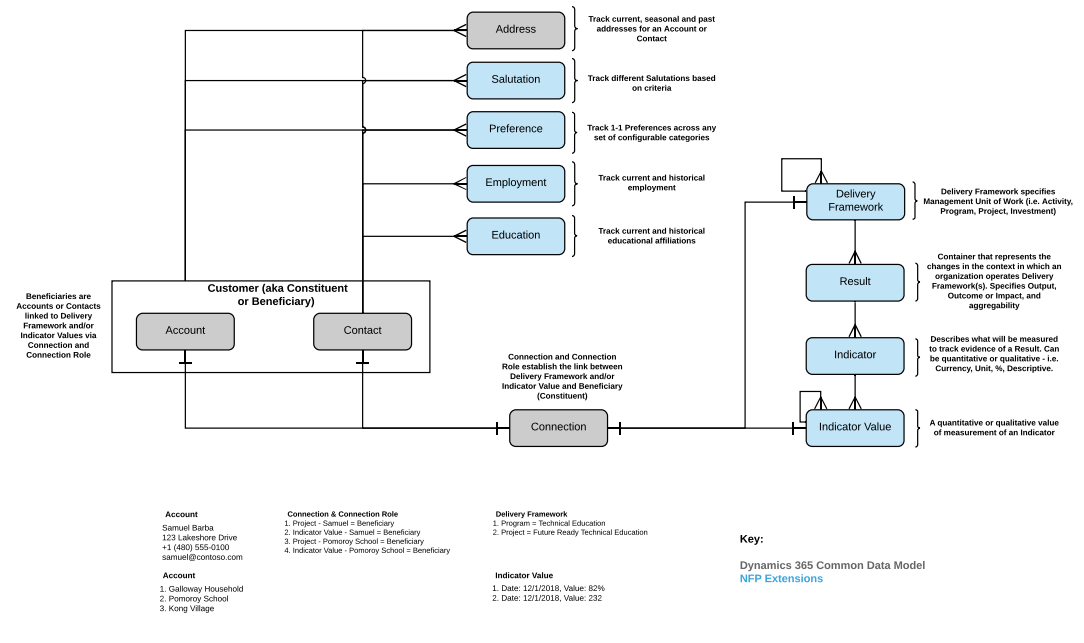 Address
Track current, seasonal and past
addresses for an Account or
Contact
Salutation
Track different Salutations based
on criteria
Preference
Track 1-1 Preferences across any
set of configurable categories
Employment
Track current and historical
employment
Education
Track current and historical
educational affiliations
Delivery
Framework
Delivery Framework specifies
Management Unit of Work (i.e. Activity,
Program, Project, Investment)
Result
Container that represents the
changes in the context in which an
organization operates Delivery
Framework(s). Specifies Output,
Outcome or Impact, and
aggregability
Indicator
Describes what will be measured
to track evidence of a Result. Can
be quantitative or qualitative - i.e.
Currency, Unit, %, Descriptive.
Indicator Value
A quantitative or qualitative value
of measurement of an Indicator
Beneficiaries are
Accounts or Contacts
linked to Delivery
Framework and/or
Indicator Values via
Connection and
Connection Role
Customer (aka Constituent
or Beneficiary)
Account
Contact
Connection and Connection
Role establish the link between
Delivery Framework and/or
Indicator Value and Beneficiary
(Constituent)
Connection
Account
Samuel Barba
123 Lakeshore Drive
+1 (480) 555-0100
samuel@contoso.com
Account
1. Galloway Household
2. Pomoroy School
3. Kong Village
Connection & Connection Role
1. Project - Samuel = Beneficiary
2. Indicator Value - Samuel = Beneficiary
3. Project - Pomoroy School = Beneficiary
4. Indicator Value - Pomoroy School = Beneficiary
Delivery Framework
1. Program = Technical Education
2. Project = Future Ready Technical Education
Indicator Value
1. Date: 12/1/2018, Value: 82%
2. Date: 12/1/2018, Value: 232
Key:
Dynamics 365 Common Data Model
NFP Extensions